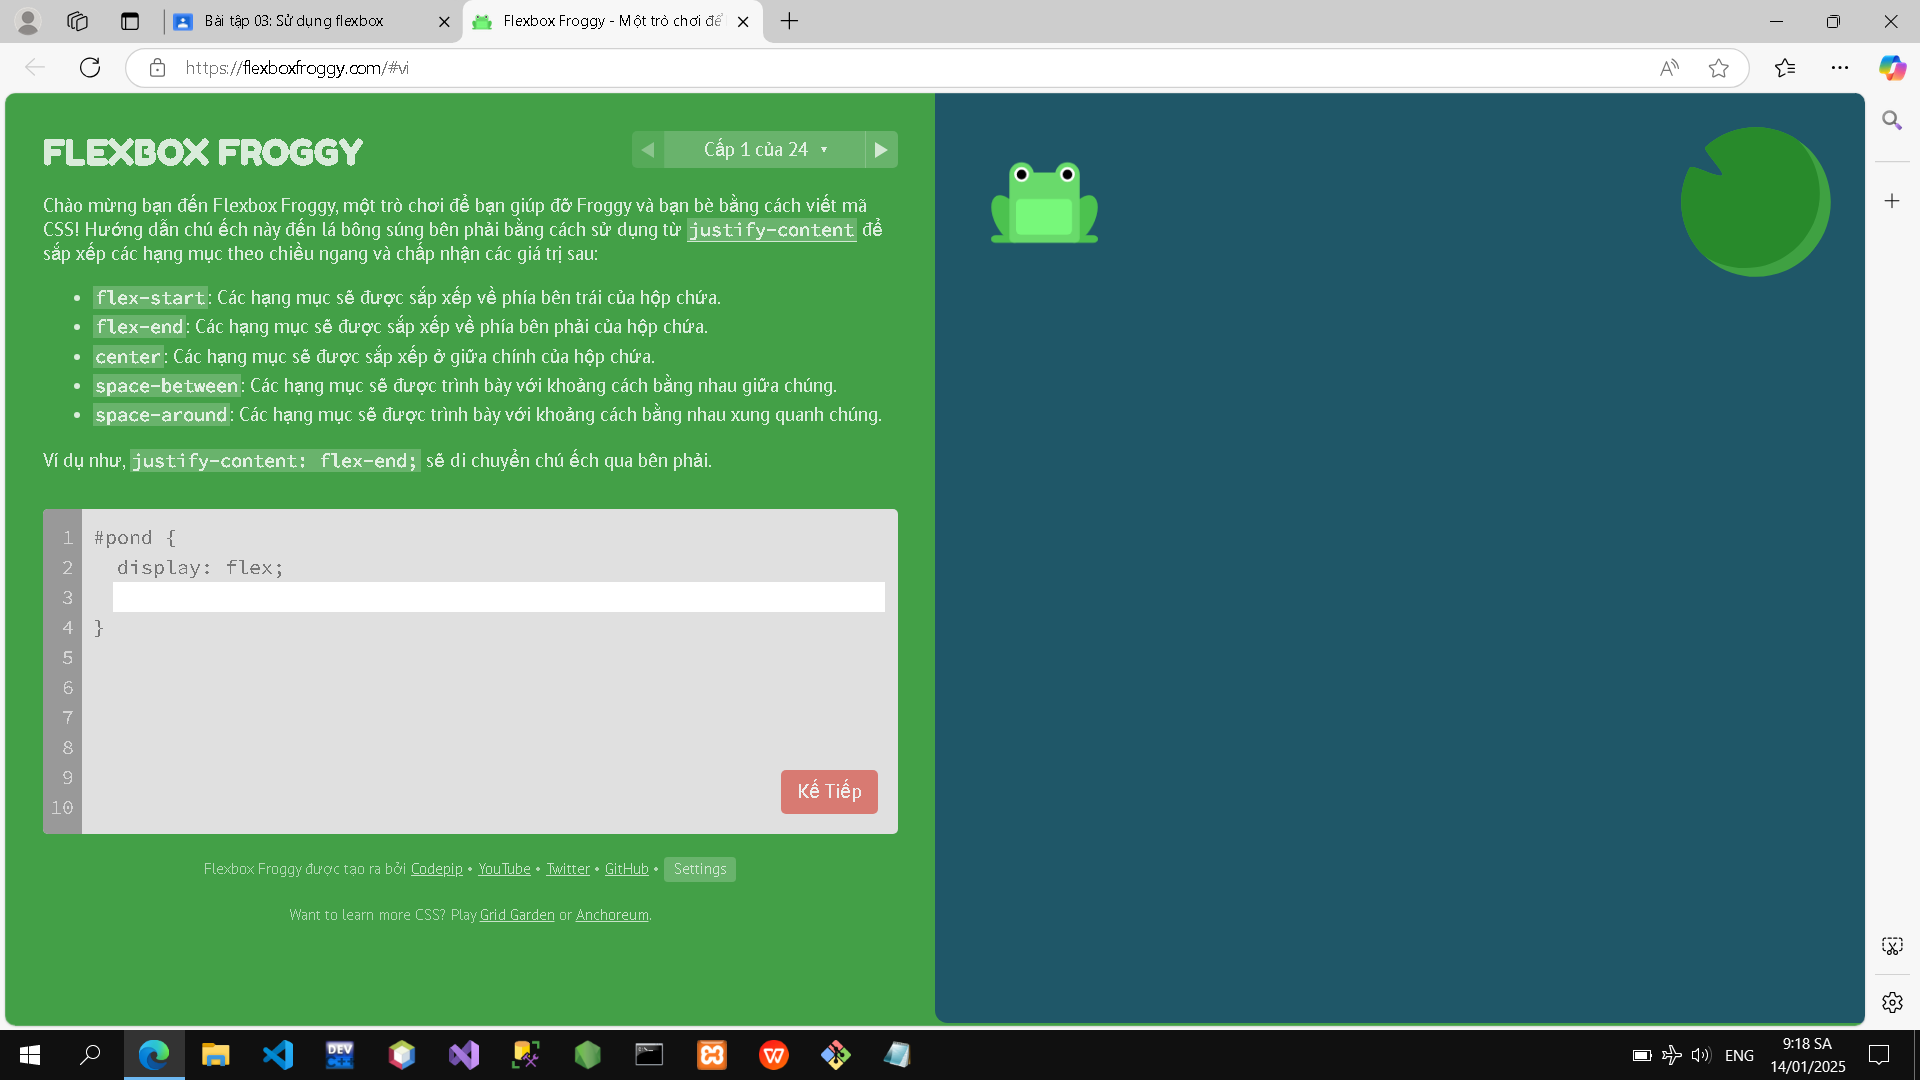 Bài tập 03: Sử dụng flexbox
Flexbox Froggy - Một trò chơi để
https://flexboxfroggy.com/#vi
FLEXBOX FROGGY
Cấp 1 của 24 ▾
Chào mừng bạn đến Flexbox Froggy, một trò chơi để bạn giúp đỡ Froggy và bạn bè bằng cách viết mã
CSS! Hướng dẫn chú ếch này đến lá bông súng bên phải bằng cách sử dụng từ justify-content để
sắp xếp các hạng mục theo chiều ngang và chấp nhận các giá trị sau:
• flex-start: Các hạng mục sẽ được sắp xếp về phía bên trái của hộp chứa.
• flex-end: Các hạng mục sẽ được sắp xếp về phía bên phải của hộp chứa.
• center: Các hạng mục sẽ được sắp xếp ở giữa chính của hộp chứa.
• space-between: Các hạng mục sẽ được trình bày với khoảng cách bằng nhau giữa chúng.
• space-around: Các hạng mục sẽ được trình bày với khoảng cách bằng nhau xung quanh chúng.
Ví dụ như, justify-content: flex-end; sẽ di chuyển chú ếch qua bên phải.
1 #pond {
2 display: flex;
3
4 }
5
6
7
8
9
10
Kế Tiếp
Flexbox Froggy được tạo ra bởi Codepip • YouTube • Twitter • GitHub • Settings
Want to learn more CSS? Play Grid Garden or Anchoreum.
DEV
C++
ENG
9:18 SA
14/01/2025